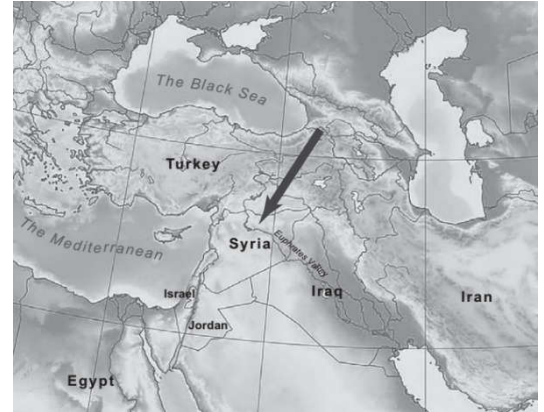 The Black Sea
Turkey
The Mediterranean
Syria
Euphrates Valley
Israel
Iraq
Iran
Jordan
Egypt